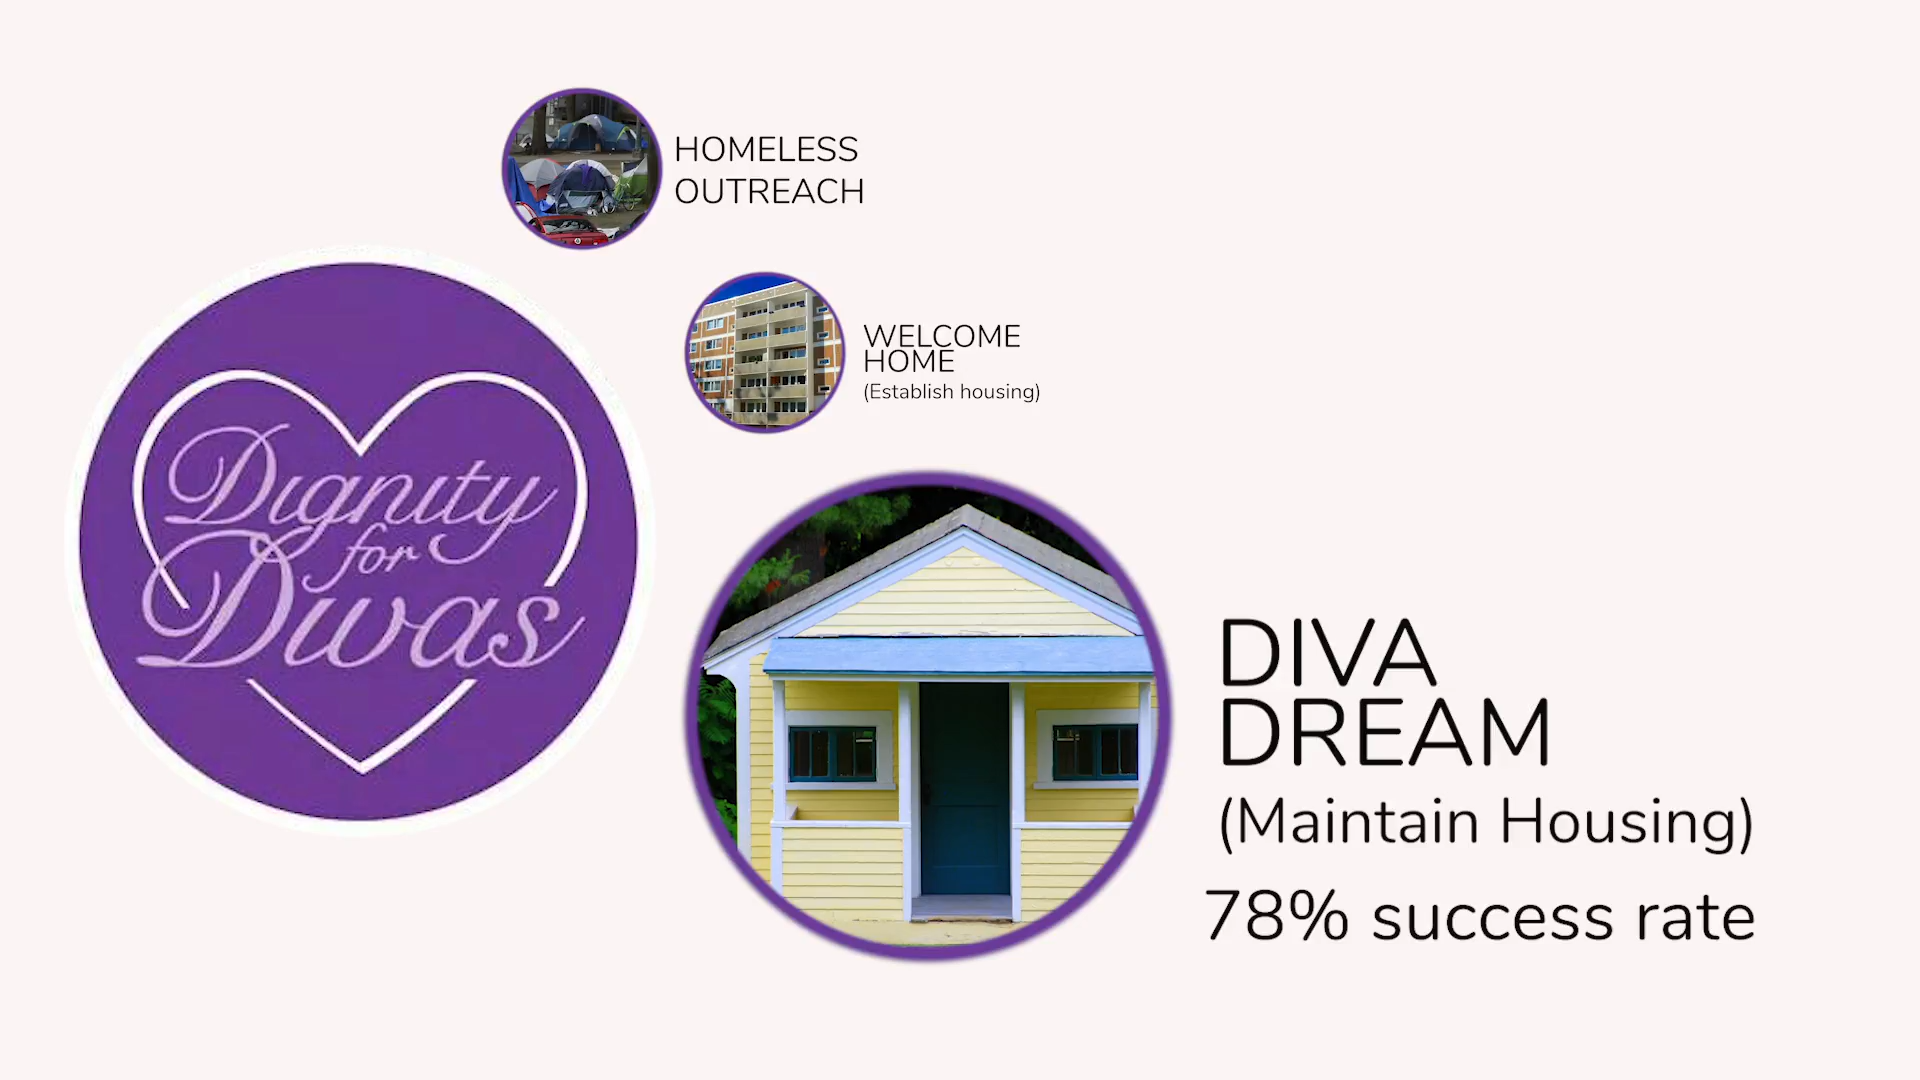 HOMELESS
OUTREACH
WELCOME
HOME
(Establish housing)
Dignity
for
Divas
DIVA
DREAM
(Maintain Housing)
78% success rate